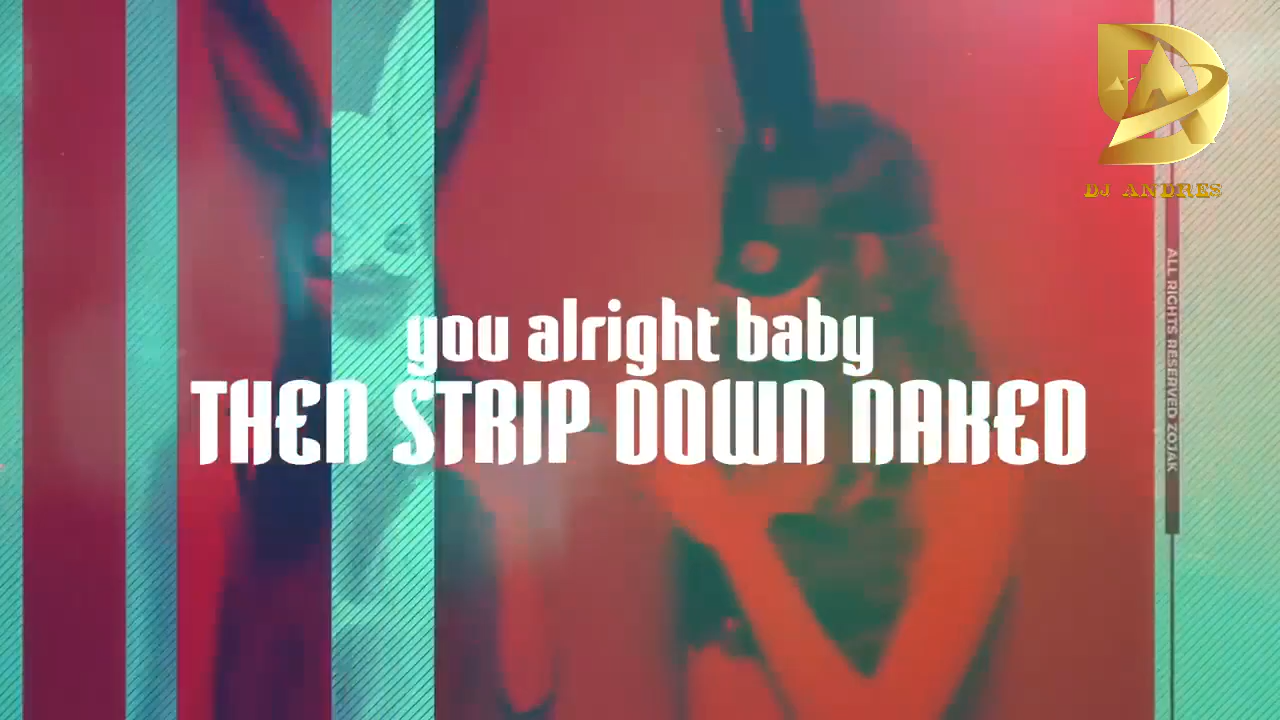 DJ ANDRES
ALL RIGHTS RESERVED ZOJAK
you alright baby
THEN STRIP DOWN NAKED